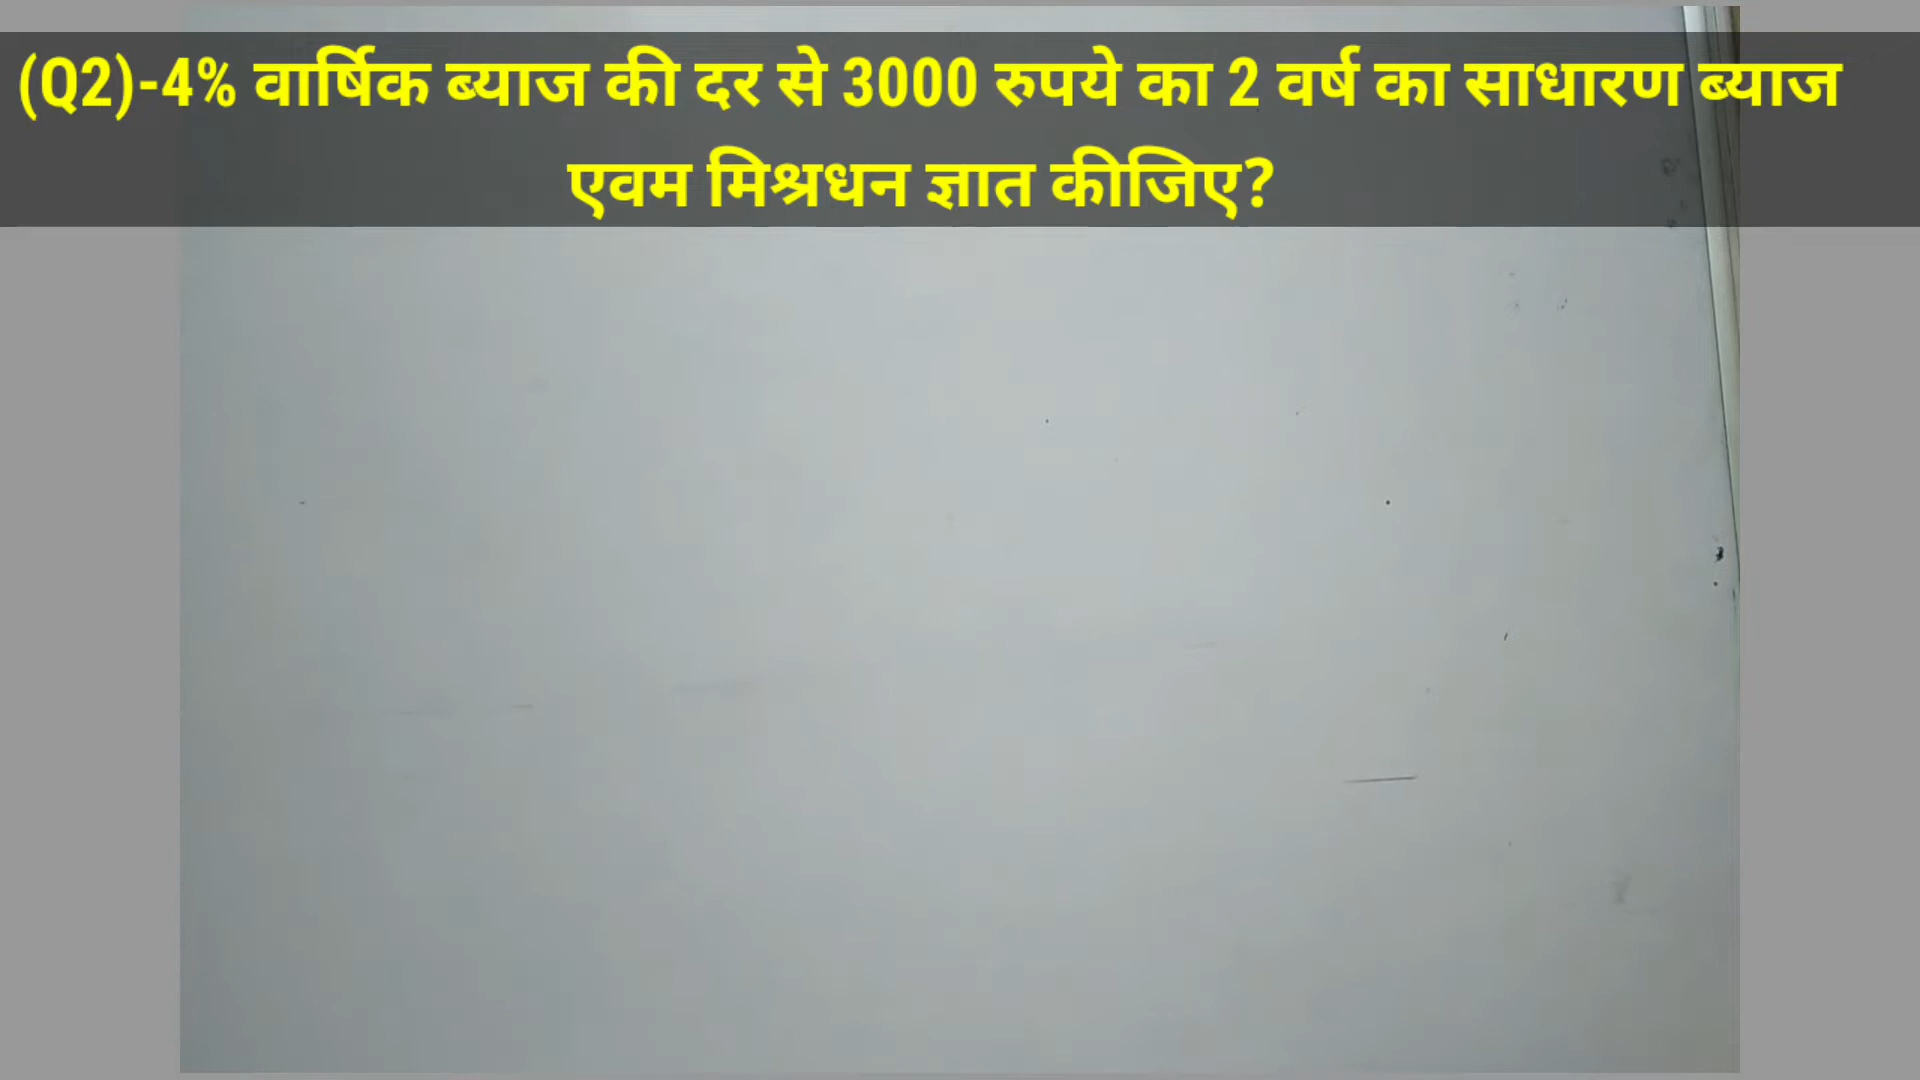 (Q2)-4% वार्षिक ब्याज की दर से 3000 रुपये का 2 वर्ष का साधारण ब्याज
एवम मिश्रधन ज्ञात कीजिए?